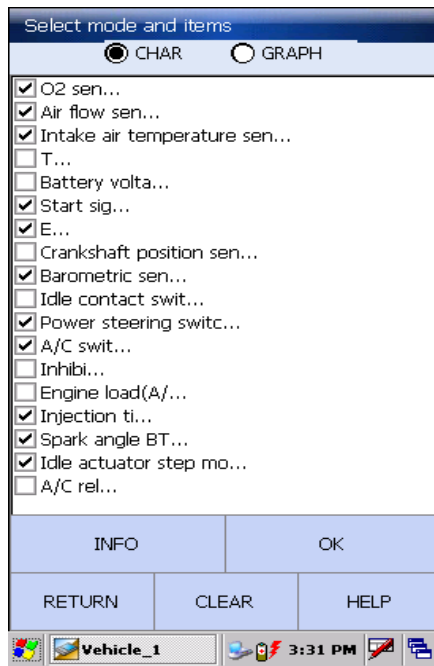 Select mode and items
CHAR GRAPH
O2 sen...
Air flow sen...
Intake air temperature sen...
T...
Battery volta...
Start sig...
E...
Crankshaft position sen...
Barometric sen...
Idle contact swit...
Power steering switc...
A/C swit...
Inhibi...
Engine load(A/...
Injection ti...
Spark angle BT...
Idle actuator step mo...
A/C rel...
INFO OK
RETURN CLEAR HELP
Vehicle_1 3:31 PM